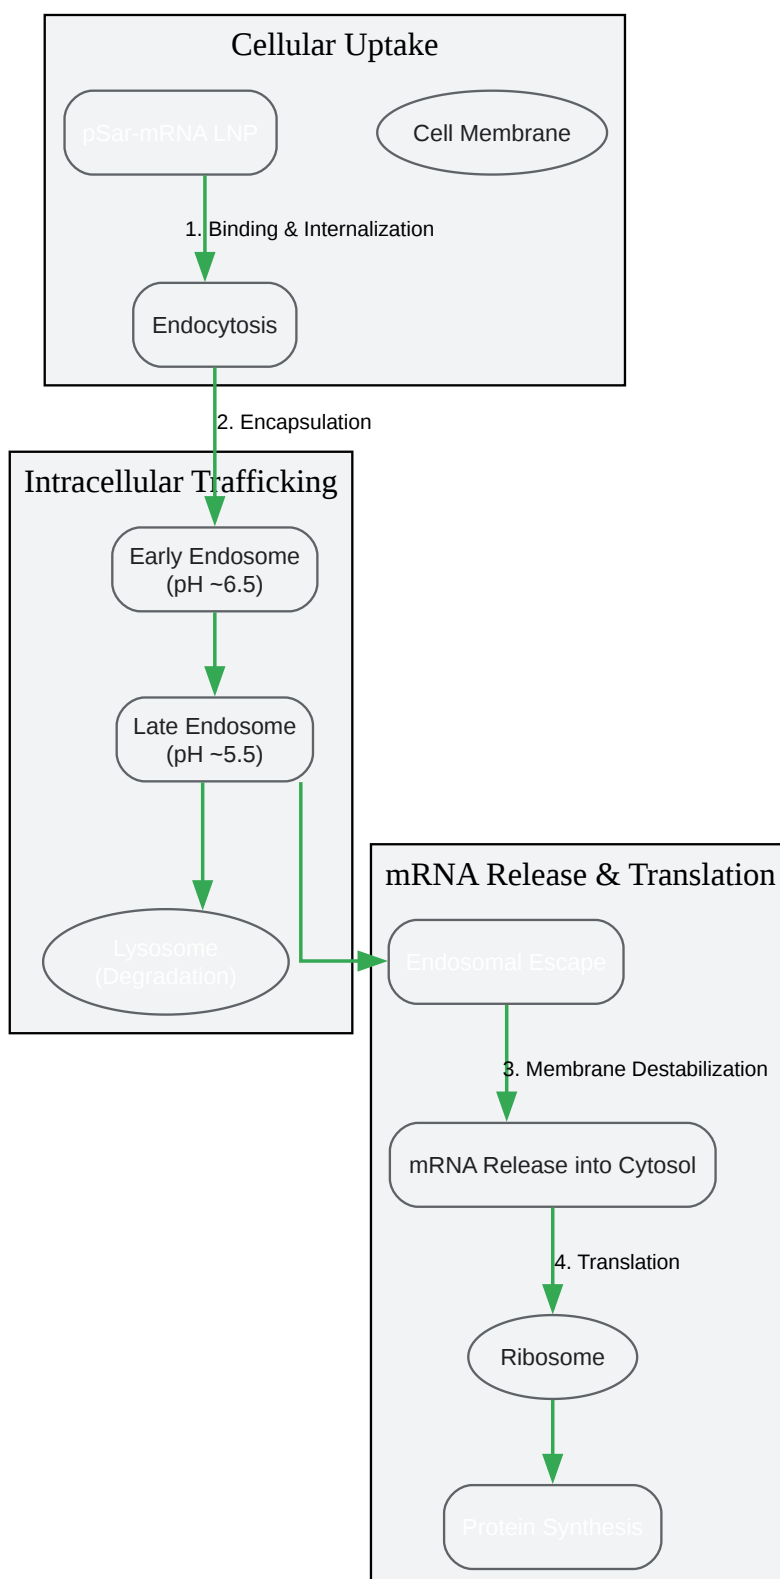 Cellular Uptake
pSar-mRNA LNP
Cell Membrane
1. Binding & Internalization
Endocytosis
2. Encapsulation
Intracellular Trafficking
Early Endosome
(pH ~6.5)
Late Endosome
(pH ~5.5)
mRNA Release & Translation
Lysosome
(Degradation)
Endosomal Escape
3. Membrane Destabilization
mRNA Release into Cytosol
4. Translation
Ribosome
Protein Synthesis